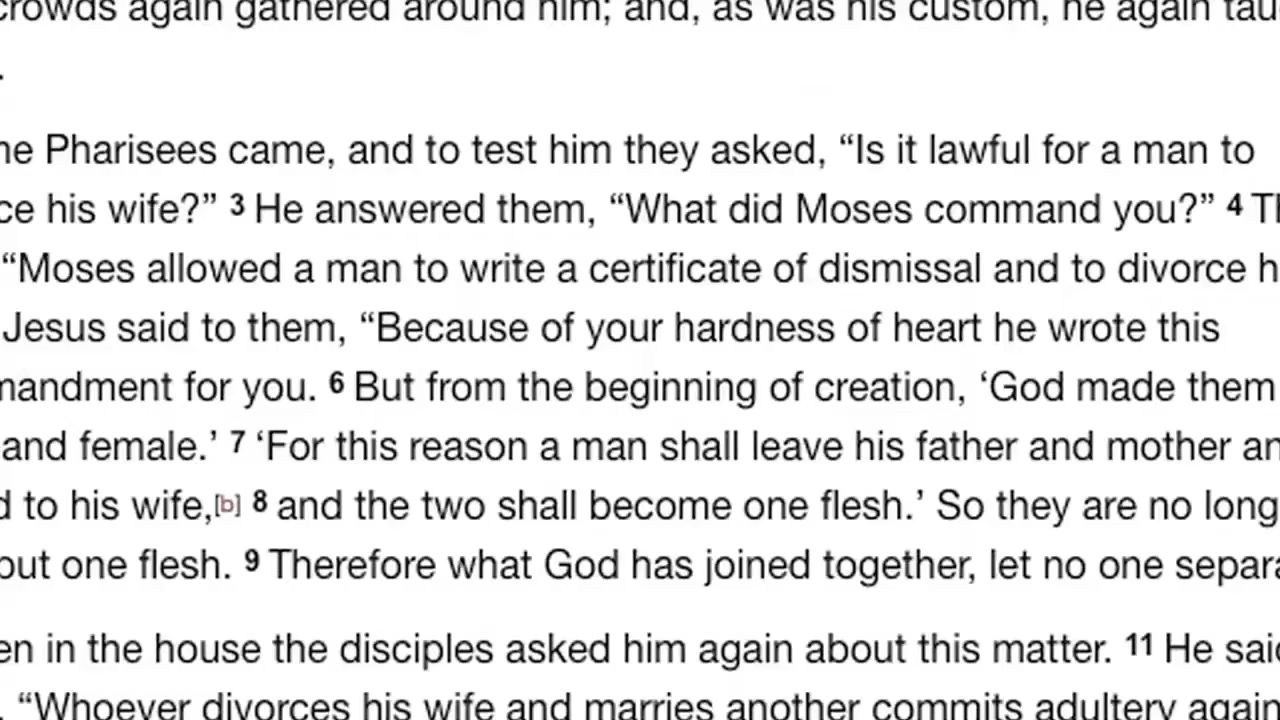 crowds again gathered around him; and, as was his custom, he again tau
.
he Pharisees came, and to test him they asked, “Is it lawful for a man to
ce his wife?” 3 He answered them, “What did Moses command you?” 4 Th
“Moses allowed a man to write a certificate of dismissal and to divorce h
Jesus said to them, “Because of your hardness of heart he wrote this
mandment for you. 6 But from the beginning of creation, ‘God made them
and female.’ 7 ‘For this reason a man shall leave his father and mother an
d to his wife,[b] 8 and the two shall become one flesh.’ So they are no long
but one flesh. 9 Therefore what God has joined together, let no one separa
en in the house the disciples asked him again about this matter. 11 He said
. “Whoever divorces his wife and marries another commits adultery again